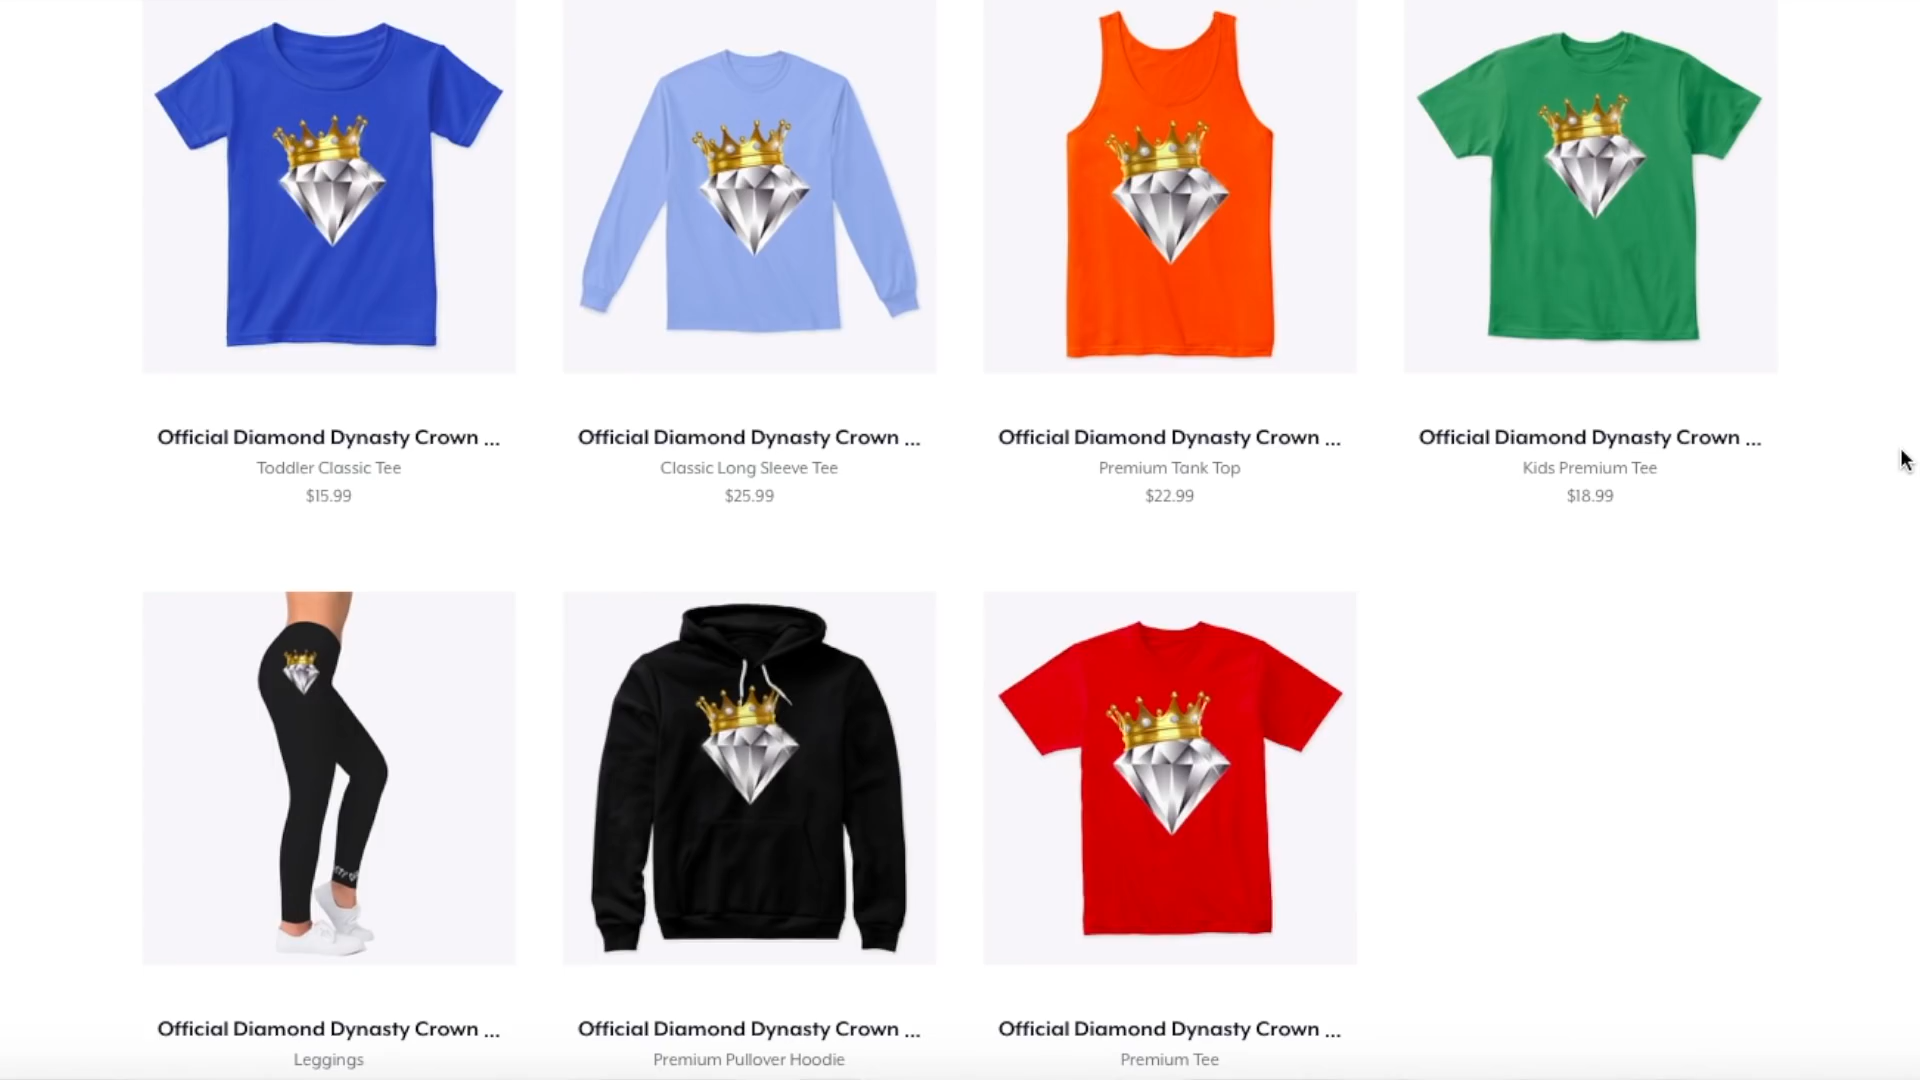 Official Diamond Dynasty Crown ...
Toddler Classic Tee
$15.99
Official Diamond Dynasty Crown ...
Classic Long Sleeve Tee
$25.99
Official Diamond Dynasty Crown ...
Premium Tank Top
$22.99
Official Diamond Dynasty Crown ...
Kids Premium Tee
$18.99
Official Diamond Dynasty Crown ...
Leggings
Official Diamond Dynasty Crown ...
Premium Pullover Hoodie
Official Diamond Dynasty Crown ...
Premium Tee